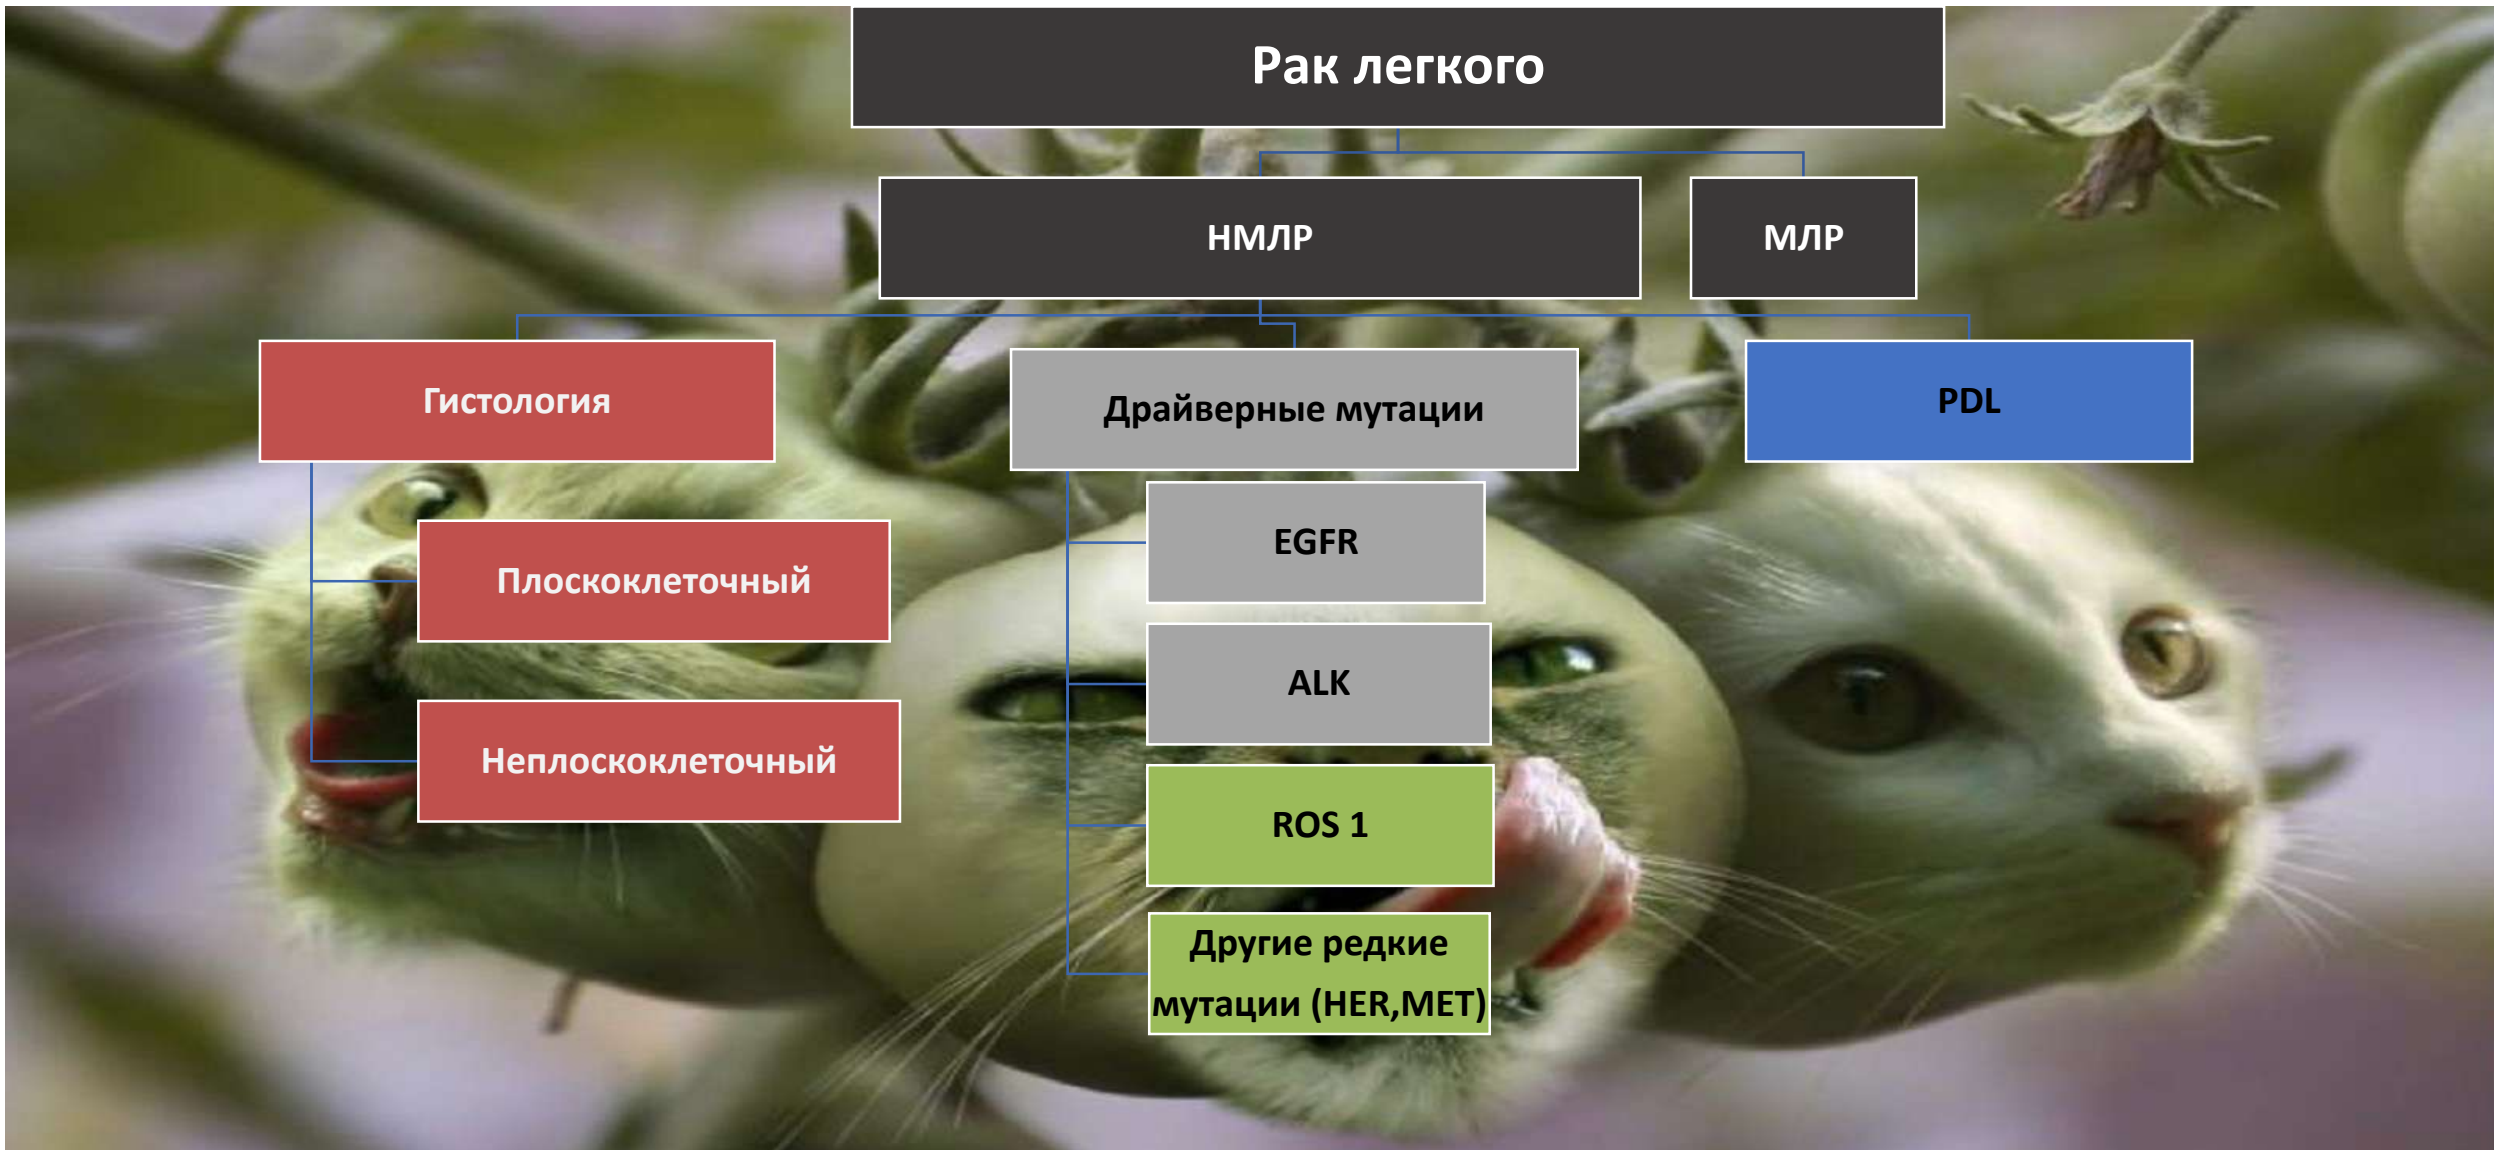 Рак легкого
НМЛР
МЛР
Гистология
Драйверные мутации
PDL
Плоскоклеточный
Неплоскоклеточный
EGFR
ALK
ROS 1
Другие редкие
мутации (HER,MET)